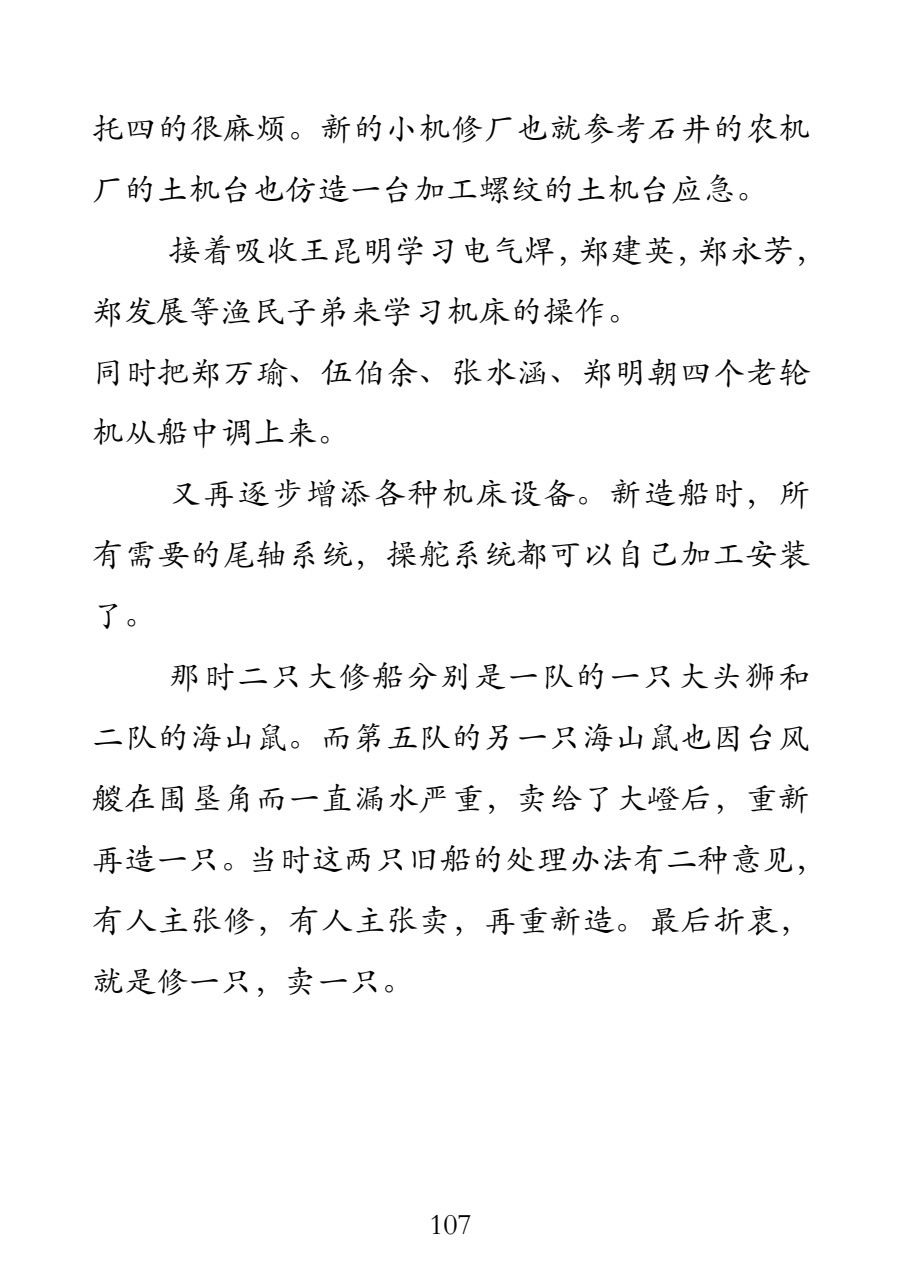 托四的很麻烦。新的小机修厂也就参考石井的农机
厂的土机台也仿造一台加工螺纹的土机台应急。
接着吸收王昆明学习电气焊，郑建英，郑永芳，
郑发展等渔民子弟来学习机床的操作。
同时把郑万瑜、伍伯余、张水涵、郑明朝四个老轮
机从船中调上来。
又再逐步增添各种机床设备。新造船时，所
有需要的尾轴系统，操舵系统都可以自己加工安装
了。
那时二只大修船分别是一队的一只大头狮和
二队的海山鼠。而第五队的另一只海山鼠也因台风
艘在围垦角而一直漏水严重，卖给了大嶝后，重新
再造一只。当时这两只旧船的处理办法有二种意见，
有人主张修，有人主张卖，再重新造。最后折衷，
就是修一只，卖一只。
107